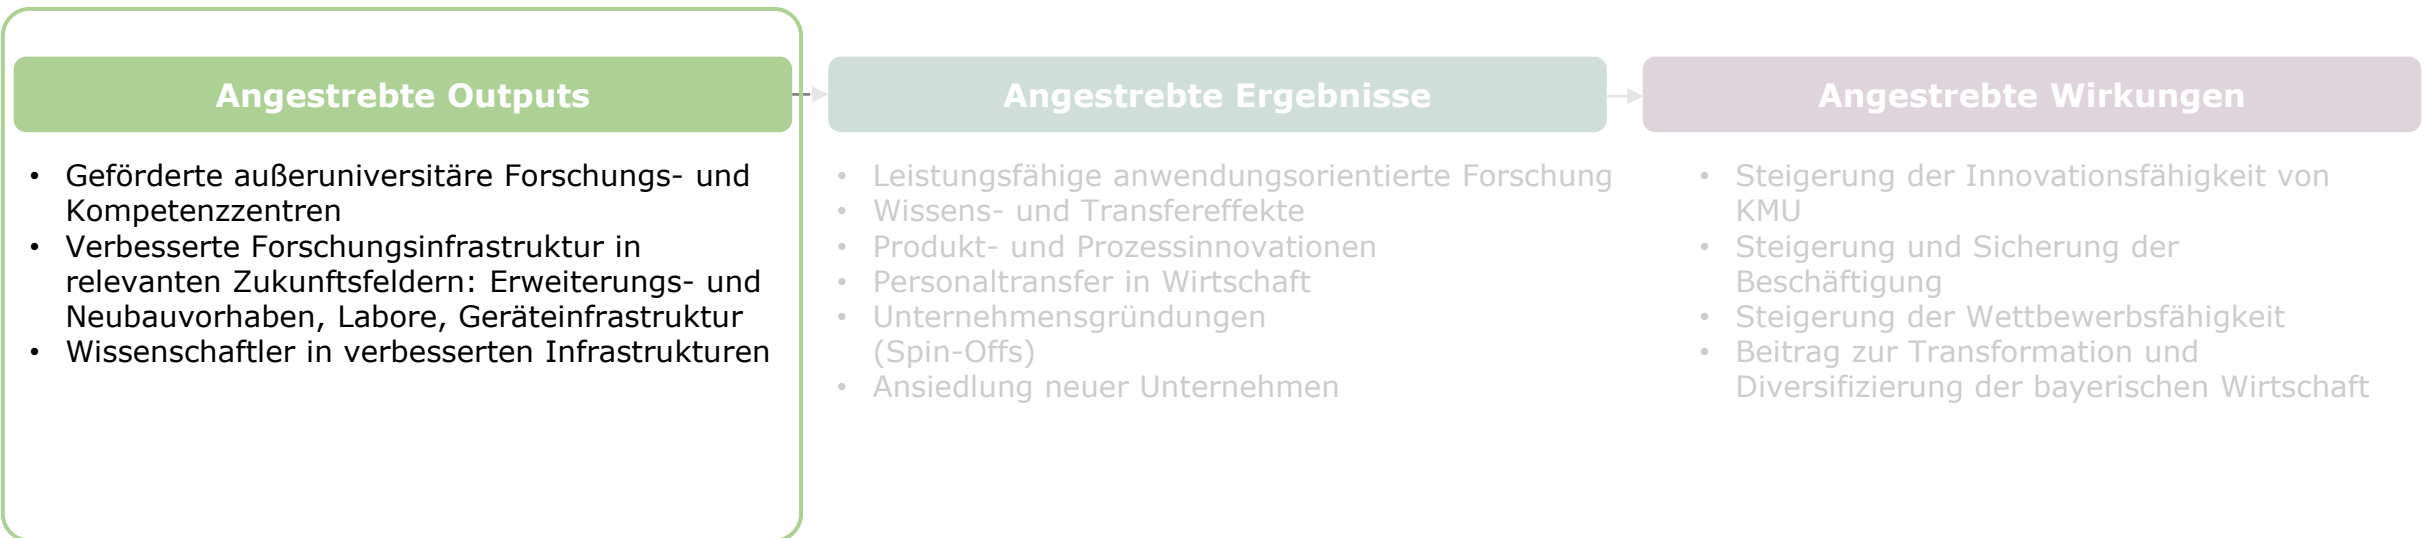 Angestrebte Outputs
• Geförderte außeruniversitäre Forschungs- und
Kompetenzzentren
• Verbesserte Forschungsinfrastruktur in
relevanten Zukunftsfeldern: Erweiterungs- und
Neubauvorhaben, Labore, Geräteinfrastruktur
• Wissenschaftler in verbesserten Infrastrukturen
Angestrebte Ergebnisse
• Leistungsfähige anwendungsorientierte Forschung
• Wissens- und Transfereffekte
• Produkt- und Prozessinnovationen
• Personaltransfer in Wirtschaft
• Unternehmensgründungen
(Spin-Offs)
• Ansiedlung neuer Unternehmen
Angestrebte Wirkungen
• Steigerung der Innovationsfähigkeit von
KMU
• Steigerung und Sicherung der
Beschäftigung
• Steigerung der Wettbewerbsfähigkeit
• Beitrag zur Transformation und
Diversifizierung der bayerischen Wirtschaft